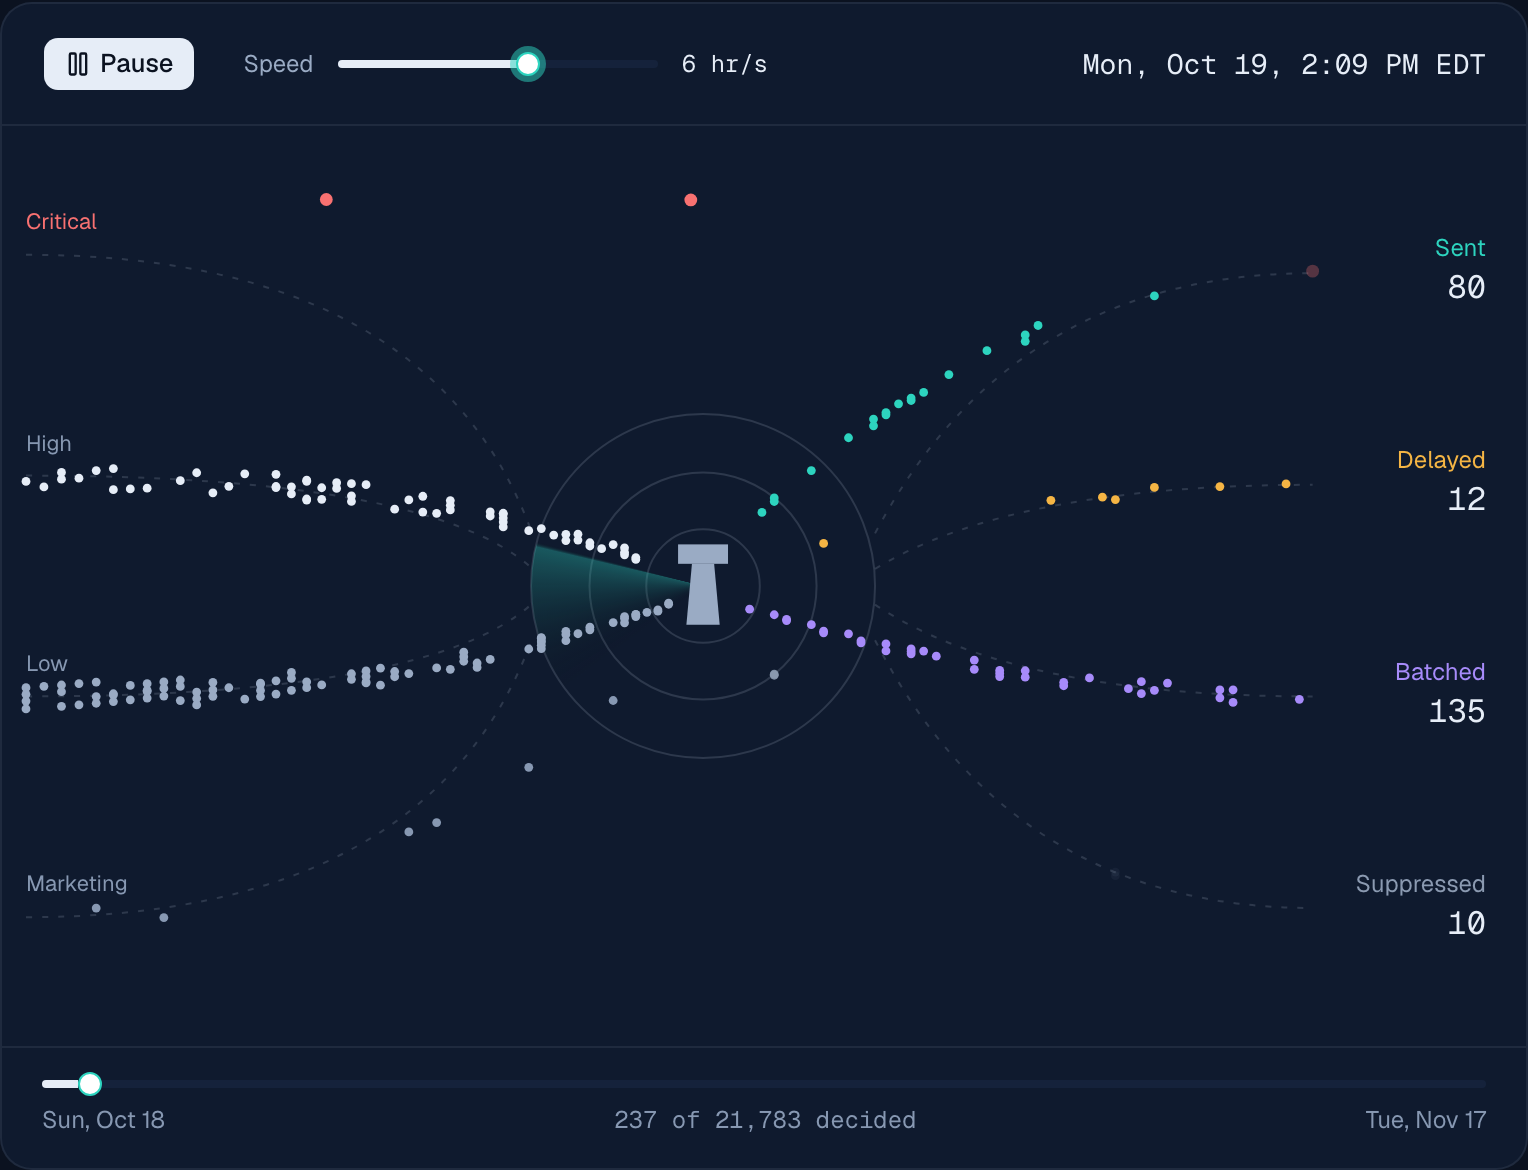 Pause
Speed
6 hr/s
Mon, Oct 19, 2:09 PM EDT
Critical
Sent
80
High
Delayed
12
Low
Batched
135
Marketing
Suppressed
10
Sun, Oct 18
237 of 21,783 decided
Tue, Nov 17